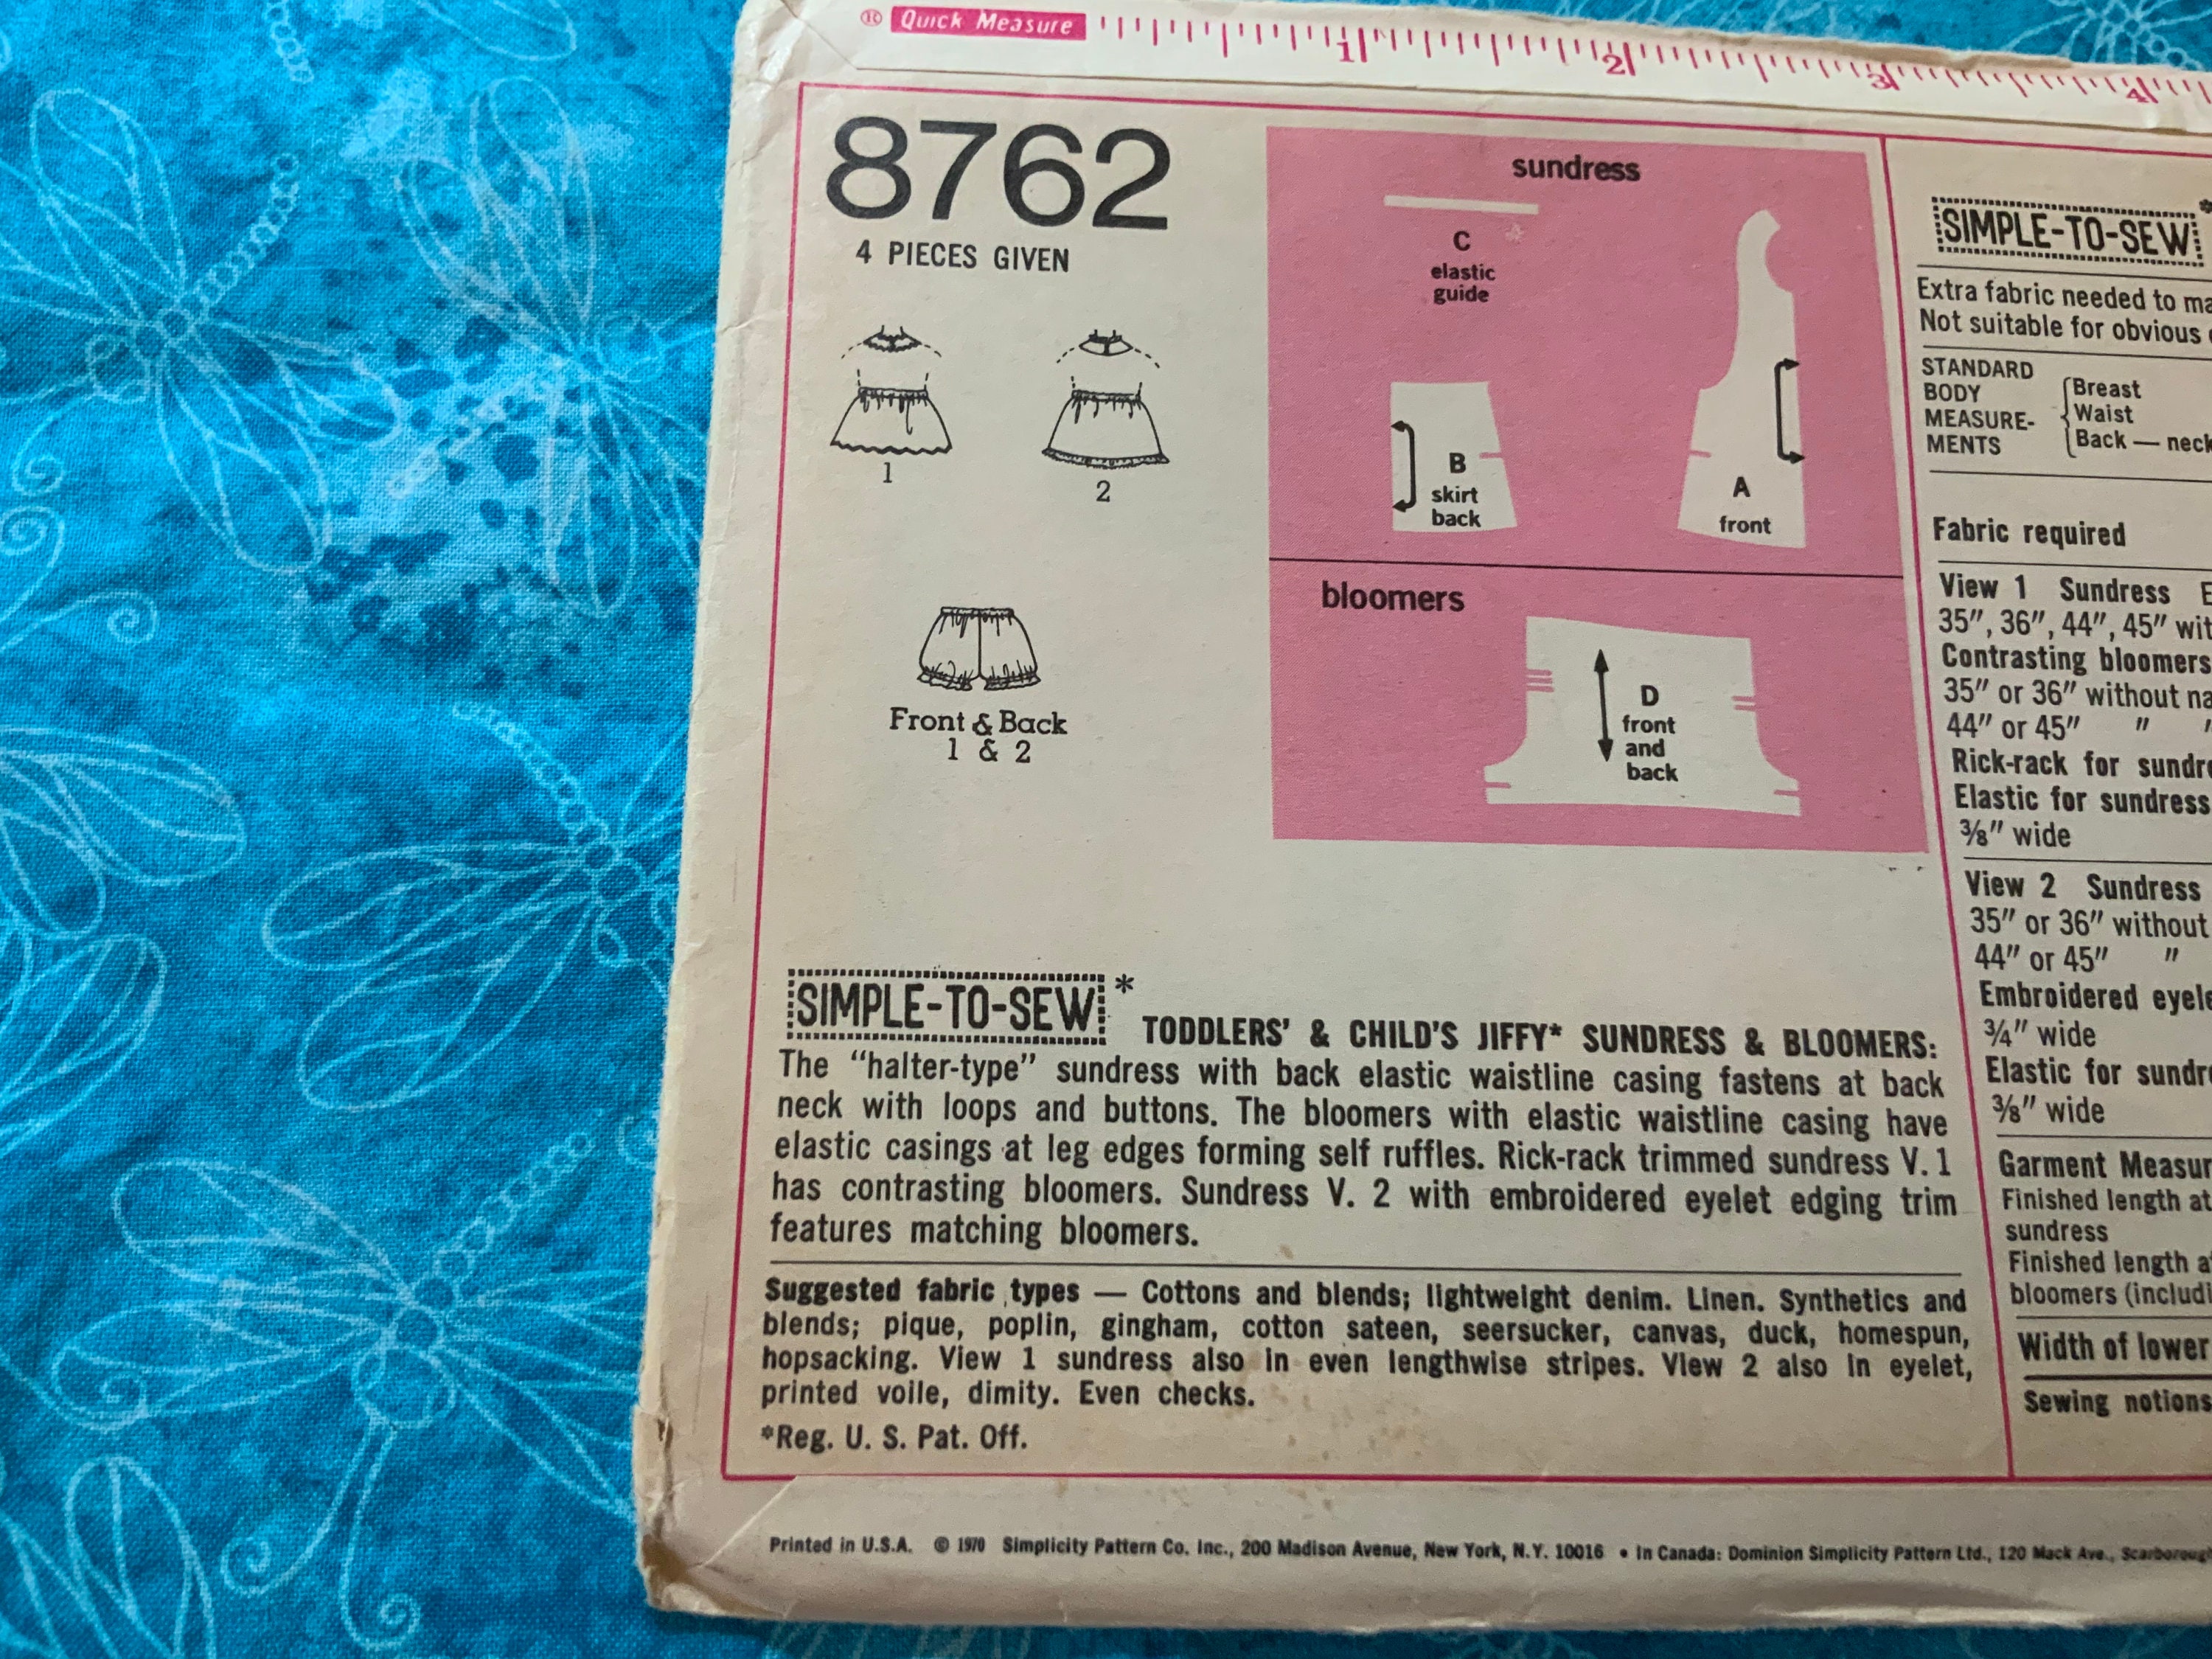 ® Quick Measure
1 2 3 4
8762
4 PIECES GIVEN
1
2
Front & Back
1 & 2
sundress
C
elastic
guide
B
skirt
back
A
front
bloomers
D
front
and
back
SIMPLE-TO-SEW* TODDLERS' & CHILD'S JIFFY* SUNDRESS & BLOOMERS:
The "halter-type" sundress with back elastic waistline casing fastens at back
neck with loops and buttons. The bloomers with elastic waistline casing have
elastic casings at leg edges forming self ruffles. Rick-rack trimmed sundress V. 1
has contrasting bloomers. Sundress V. 2 with embroidered eyelet edging trim
features matching bloomers.
Suggested fabric types — Cottons and blends; lightweight denim. Linen. Synthetics and
blends; pique, poplin, gingham, cotton sateen, seersucker, canvas, duck, homespun,
hopsacking. View 1 sundress also in even lengthwise stripes. View 2 also in eyelet,
printed voile, dimity. Even checks.
*Reg. U. S. Pat. Off.
SIMPLE-TO-SEW*
Extra fabric needed to
Not suitable for obvious
STANDARD
BODY
MEASURE-
MENTS
Breast
Waist
Back — neck
Fabric required
View 1 Sundress
35", 36", 44", 45"
Contrasting bloomers
35" or 36" without
44" or 45" "
Rick-rack for
Elastic for sundress
3/8" wide
View 2 Sundress
35" or 36" without
44" or 45" "
Embroidered
3/4" wide
Elastic for
3/8" wide
Garment
Finished length at
sundress
Finished length
bloomers
Width of lower
Sewing notions
Printed in U.S.A. © 1970 Simplicity Pattern Co. Inc., 200 Madison Avenue, New York, N.Y. 10016 • In Canada: Dominion Simplicity Pattern Ltd., 120 Mack Ave., Scarborough